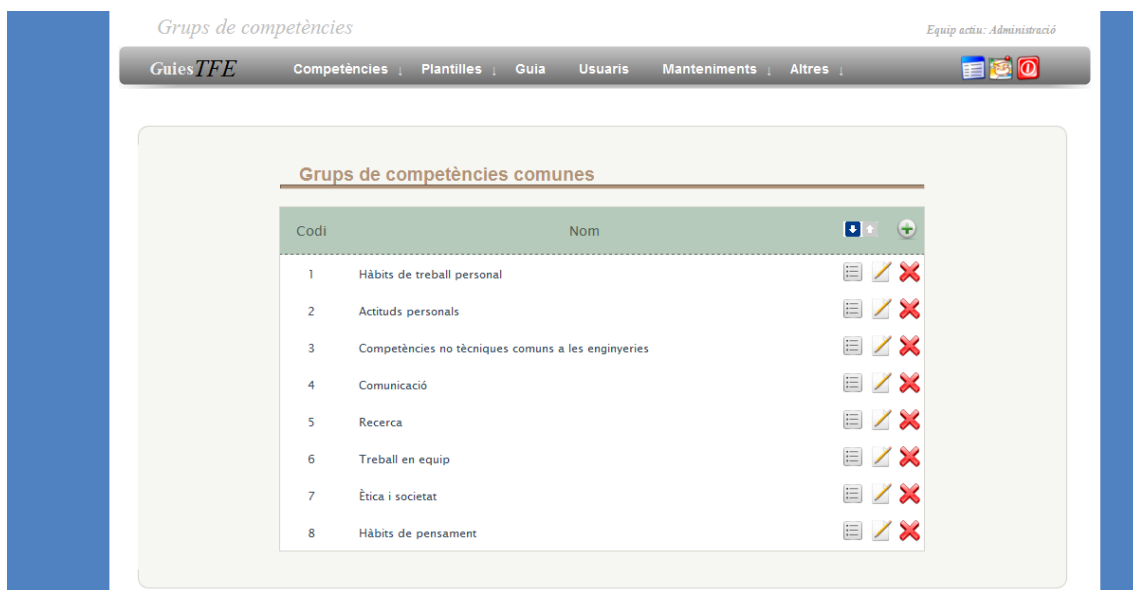 Grups de competències
Equip actiu: Administració
GuiesTFE Competències ↓ Plantilles ↓ Guia Usuaris Manteniments ↓ Altres ↓
Grups de competències comunes
Codi Nom
1 Hàbits de treball personal
2 Actituds personals
3 Competències no tècniques comuns a les enginyeries
4 Comunicació
5 Recerca
6 Treball en equip
7 Ètica i societat
8 Hàbits de pensament